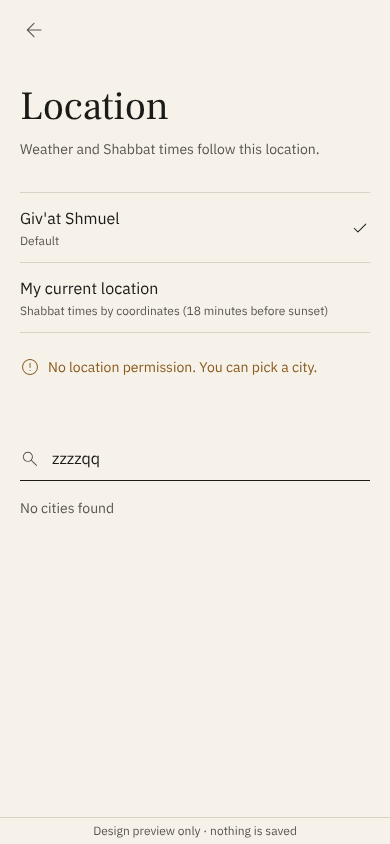 Location
Weather and Shabbat times follow this location.
Giv'at Shmuel
Default
My current location
Shabbat times by coordinates (18 minutes before sunset)
No location permission. You can pick a city.
zzzzqq
No cities found
Design preview only · nothing is saved